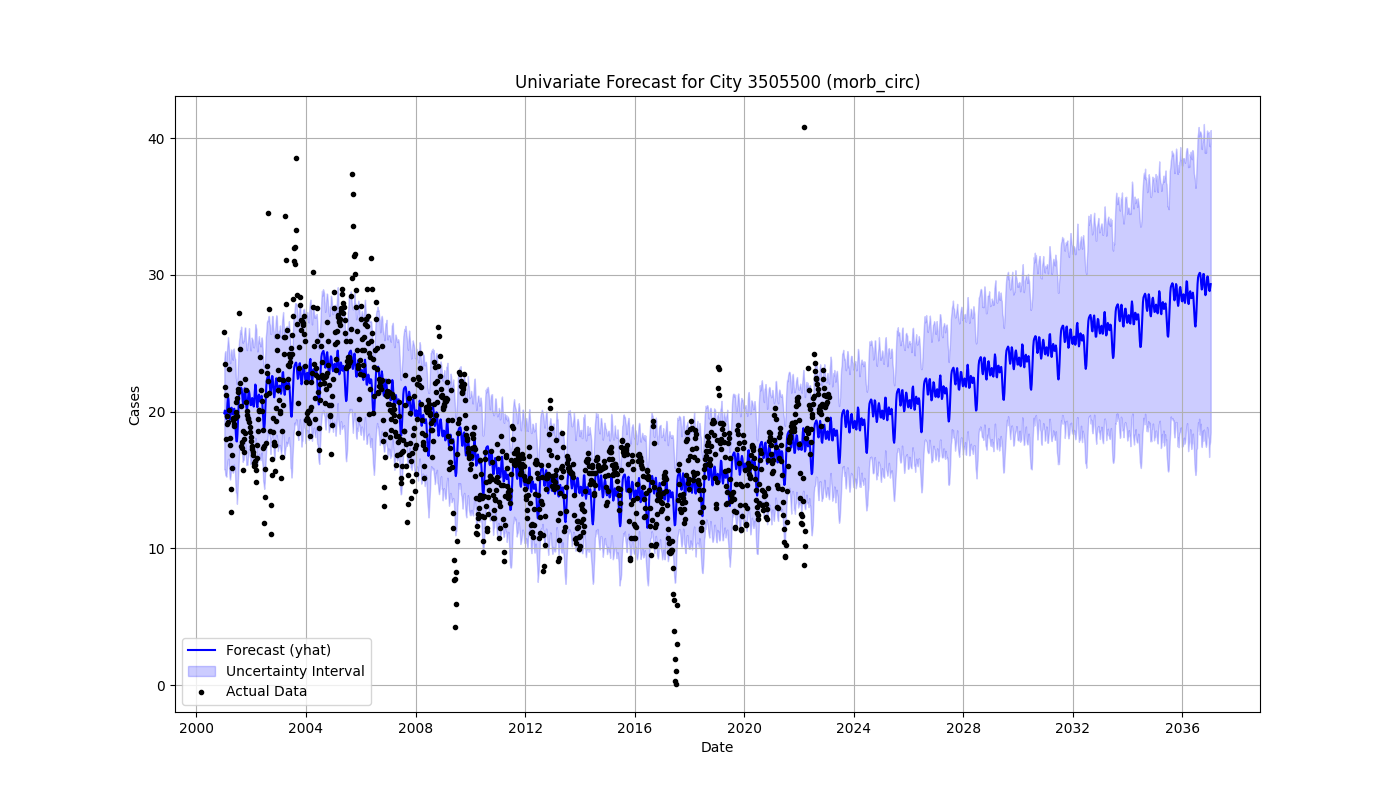 Univariate Forecast for City 3505500 (morb_circ)
Cases
40
30
20
10
0
Forecast (yhat)
Uncertainty Interval
Actual Data
2000 2004 2008 2012 2016 2020 2024 2028 2032 2036
Date